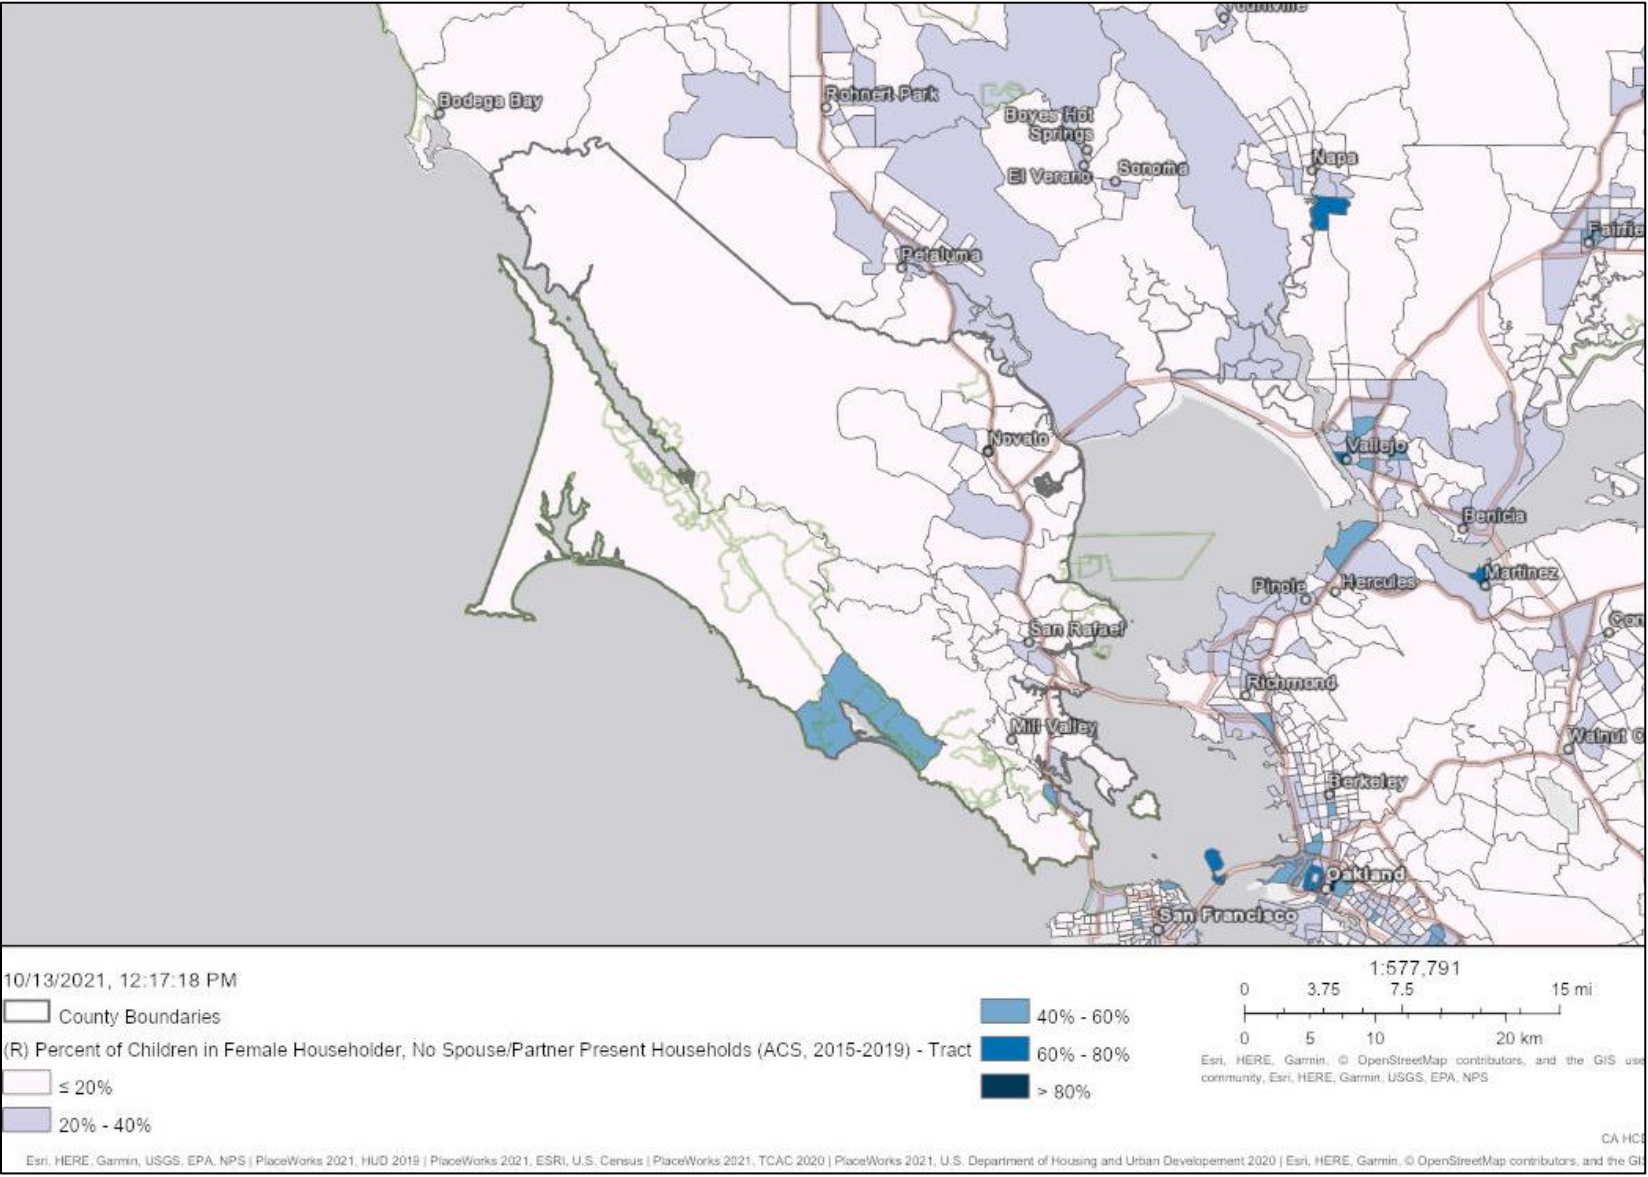 Bodega Bay
Rohnert Park
Boyes Hot
Springs
El Verano
Sonoma
Napa
Petaluma
Novato
Vallejo
Benicia
Martinez
Pinole
Hercules
San Rafael
Richmond
Mill Valley
Berkeley
Oakland
San Francisco
Fairfie
Con
Walnut C
10/13/2021, 12:17:18 PM
County Boundaries
(R) Percent of Children in Female Householder, No Spouse/Partner Present Households (ACS, 2015-2019) - Tract
≤ 20%
20% - 40%
40% - 60%
60% - 80%
> 80%
1:577,791
0 3.75 7.5 15 mi
0 5 10 20 km
Esri, HERE, Garmin, © OpenStreetMap contributors, and the GIS use
community, Esri, HERE, Garmin, USGS, EPA, NPS
Esri, HERE, Garmin, USGS, EPA, NPS | PlaceWorks 2021, HUD 2019 | PlaceWorks 2021, ESRI, U.S. Census | PlaceWorks 2021, TCAC 2020 | PlaceWorks 2021, U.S. Department of Housing and Urban Developement 2020 | Esri, HERE, Garmin, © OpenStreetMap contributors, and the GI